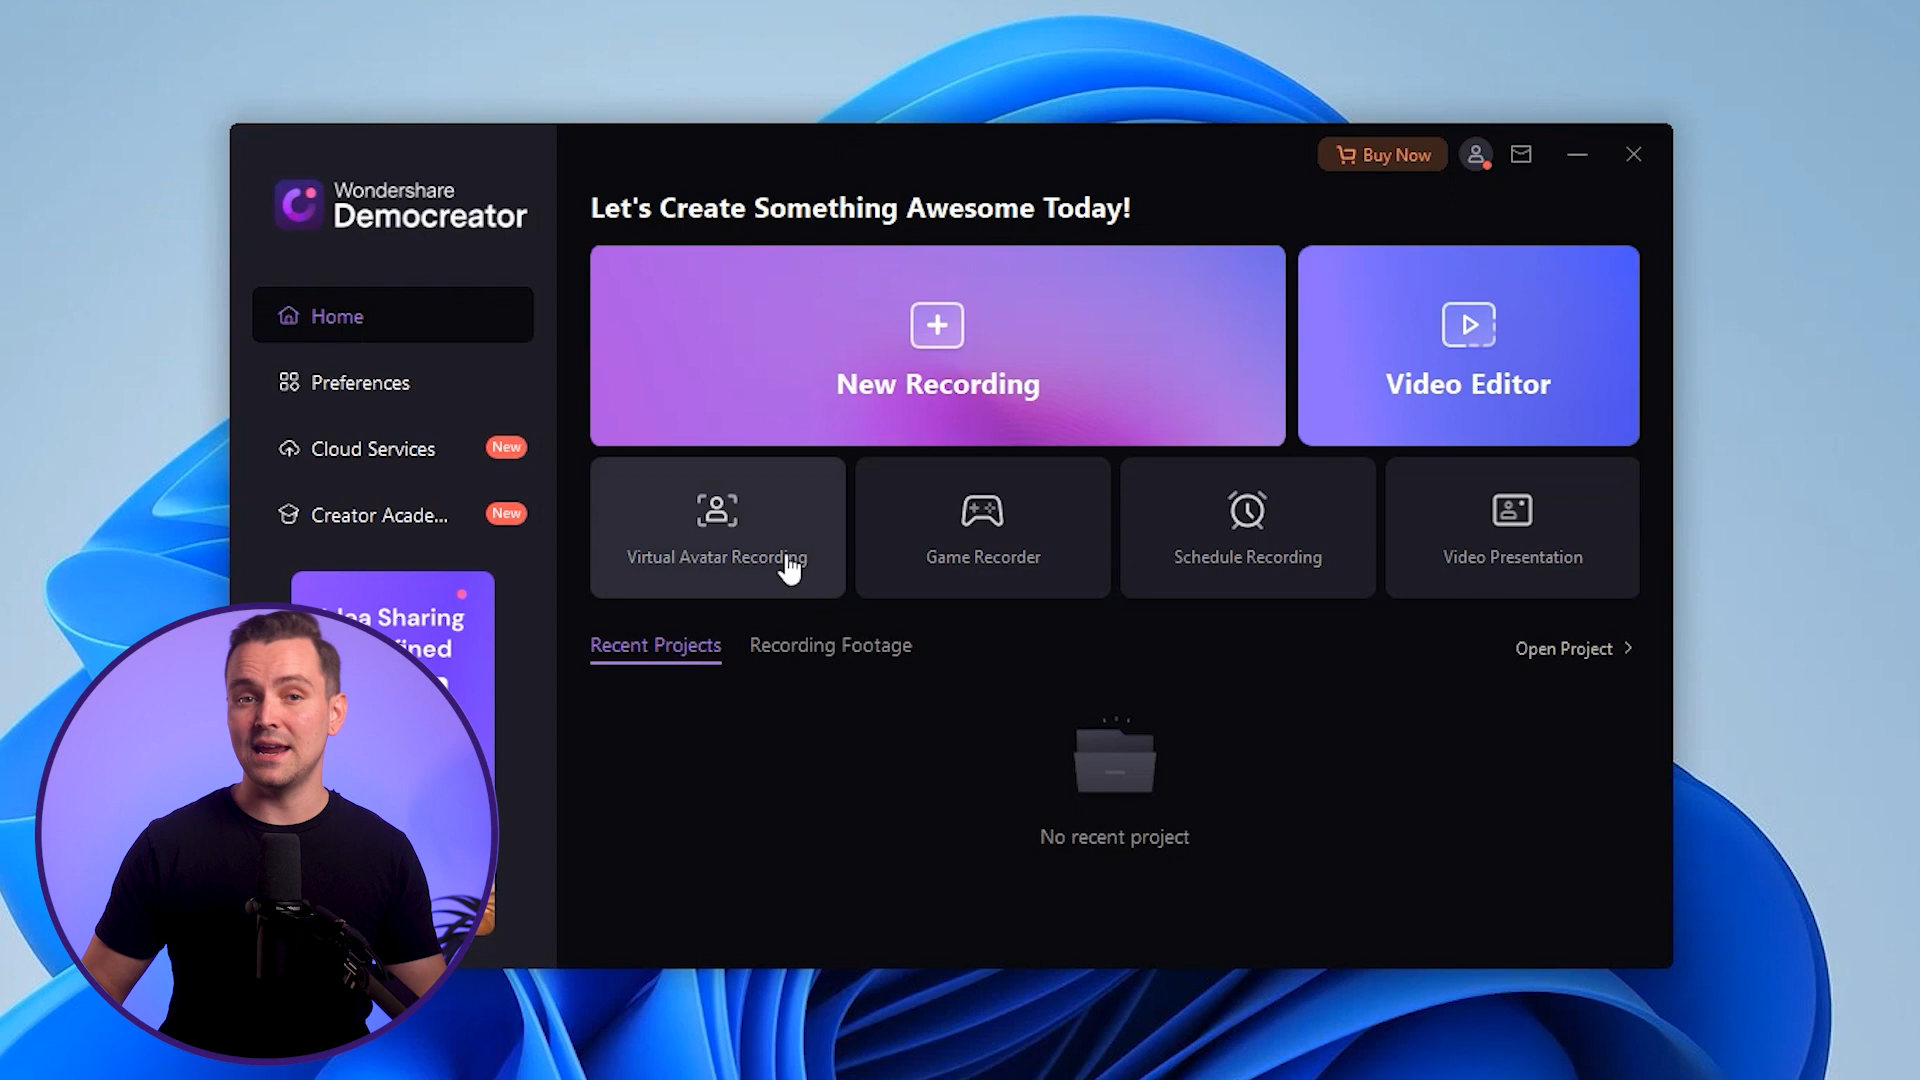 Wondershare
Democreator
Home
Preferences
Cloud Services
New
Creator Acade...
New
Sharing
Buy Now
Let's Create Something Awesome Today!
New Recording
Video Editor
Virtual Avatar Recording
Game Recorder
Schedule Recording
Video Presentation
Recent Projects
Recording Footage
Open Project
No recent project